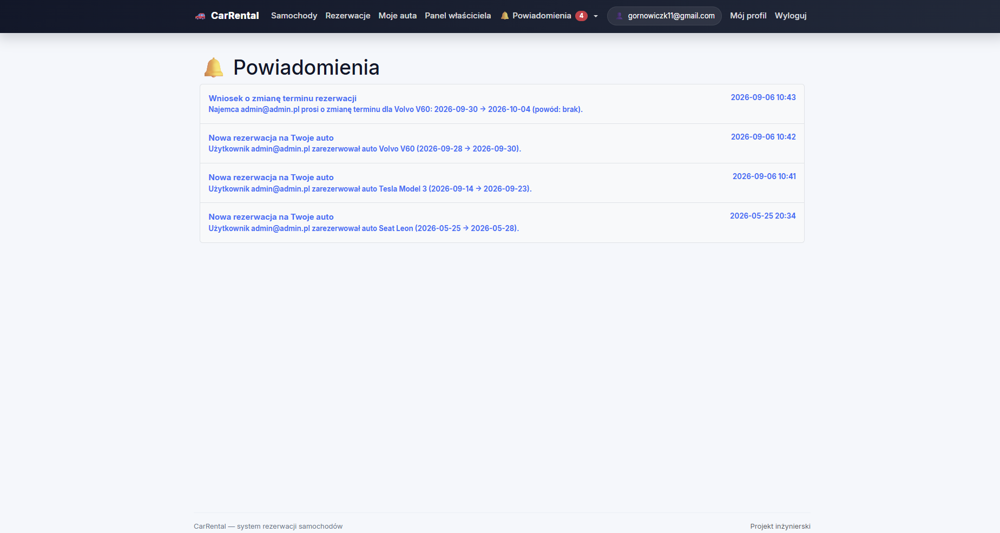 CarRental Samochody Rezerwacje Moje auta Panel właściciela Powiadomienia 4 gornowiczk11@gmail.com Mój profil Wyloguj
Powiadomienia
Wniosek o zmianę terminu rezerwacji 2026-09-06 10:43
Najemca admin@admin.pl prosi o zmianę terminu dla Volvo V60: 2026-09-30 → 2026-10-04 (powód: brak).
Nowa rezerwacja na Twoje auto 2026-09-06 10:42
Użytkownik admin@admin.pl zarezerwował auto Volvo V60 (2026-09-28 → 2026-09-30).
Nowa rezerwacja na Twoje auto 2026-09-06 10:41
Użytkownik admin@admin.pl zarezerwował auto Tesla Model 3 (2026-09-14 → 2026-09-23).
Nowa rezerwacja na Twoje auto 2026-05-25 20:34
Użytkownik admin@admin.pl zarezerwował auto Seat Leon (2026-05-25 → 2026-05-28).
CarRental — system rezerwacji samochodów Projekt inżynierski